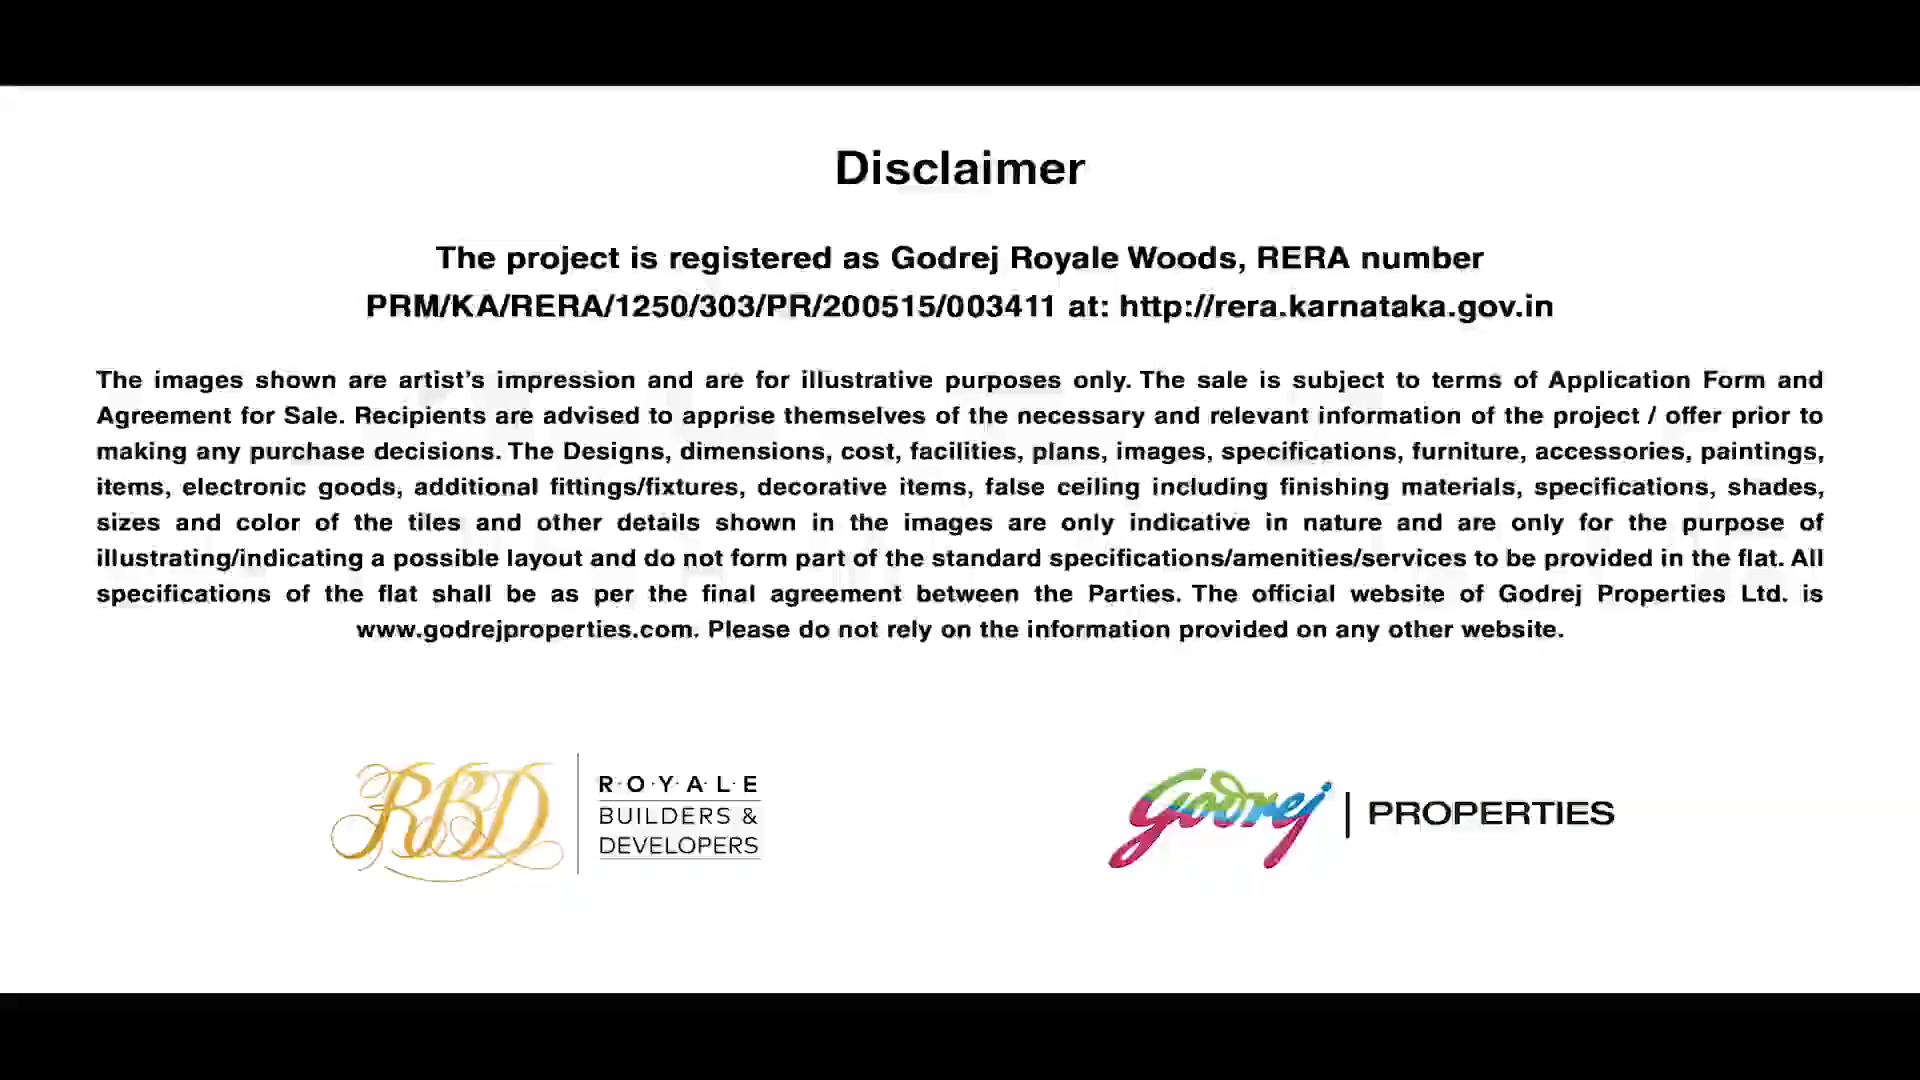 Disclaimer
The project is registered as Godrej Royale Woods, RERA number
PRM/KA/RERA/1250/303/PR/200515/003411 at: http://rera.karnataka.gov.in
The images shown are artist's impression and are for illustrative purposes only. The sale is subject to terms of Application Form and
Agreement for Sale. Recipients are advised to apprise themselves of the necessary and relevant information of the project / offer prior to
making any purchase decisions. The Designs, dimensions, cost, facilities, plans, images, specifications, furniture, accessories, paintings,
items, electronic goods, additional fittings/fixtures, decorative items, false ceiling including finishing materials, specifications, shades,
sizes and color of the tiles and other details shown in the images are only indicative in nature and are only for the purpose of
illustrating/indicating a possible layout and do not form part of the standard specifications/amenities/services to be provided in the flat. All
specifications of the flat shall be as per the final agreement between the Parties. The official website of Godrej Properties Ltd. is
www.godrejproperties.com. Please do not rely on the information provided on any other website.
RBD
R·O·Y·A·L·E
BUILDERS &
DEVELOPERS
Godrej | PROPERTIES